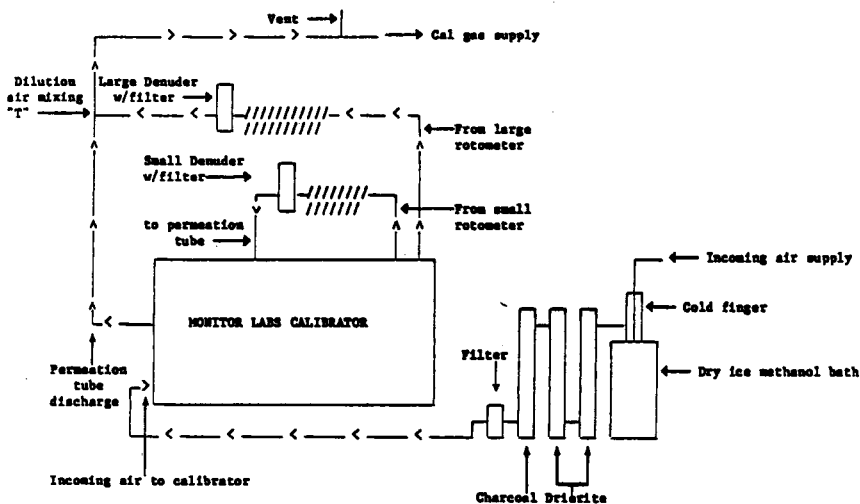 Vent
Cal gas supply
Dilution
air mixing
"T"
Large Denuder
w/filter
From large
rotometer
Small Denuder
w/filter
to permeation
tube
From small
rotometer
Incoming air supply
Cold finger
MONITOR LABS CALIBRATOR
Filter
Dry ice methanol bath
Permeation
tube
discharge
Incoming air to calibrator
Charcoal Drierite